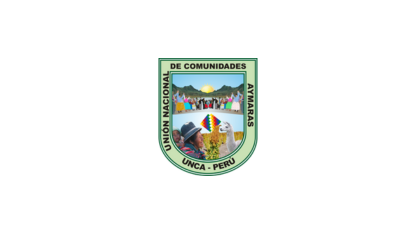 UNIÓN NACIONAL
DE COMUNIDADES
AYMARAS
UNCA - PERÚ